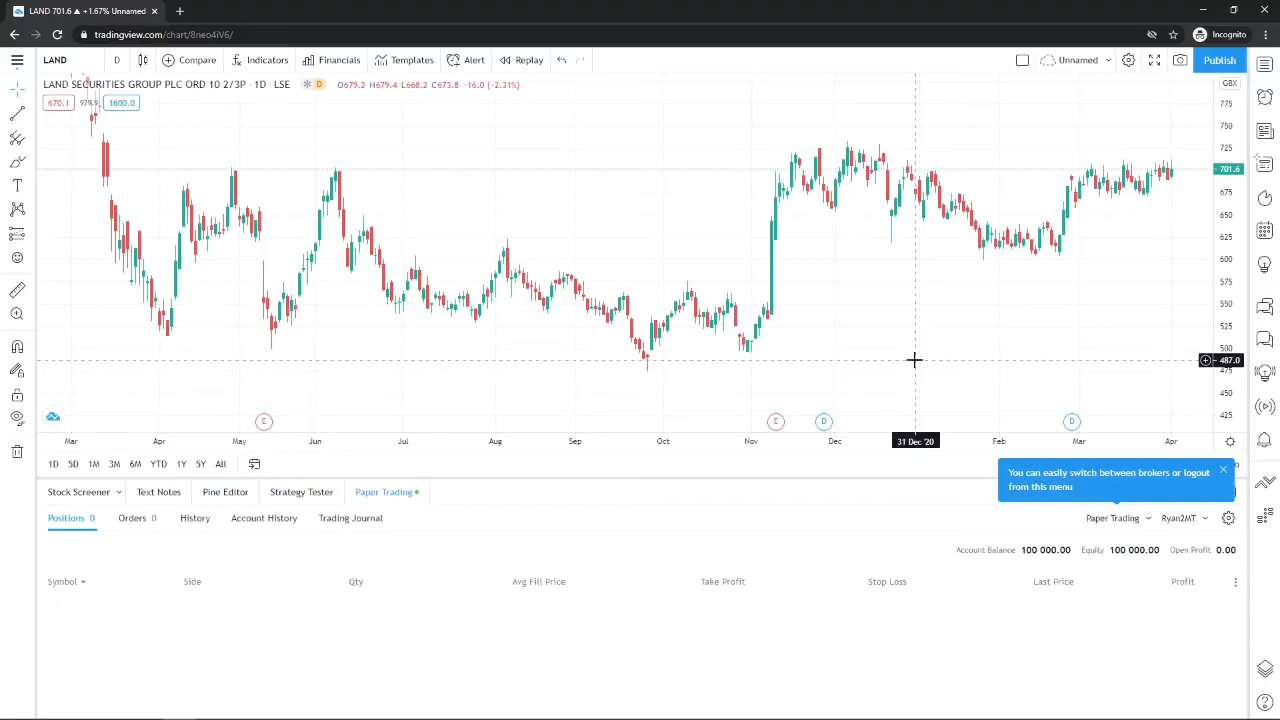 LAND 701.6 ▲ +1.67% Unnamed
tradingview.com/chart/8neo4iV6/
Incognito
LAND D Compare Indicators Financials Templates Alert Replay Unnamed Publish
LAND SECURITIES GROUP PLC ORD 10 2/3P · 1D · LSE D O679.2 H679.4 L668.2 C673.8 -16.0 (-2.31%)
GBX
670.1 929.9 1600.0
775
750
725
701.6
675
650
625
600
575
550
525
500
487.0
475
450
425
E E D D
Mar Apr May Jun Jul Aug Sep Oct Nov Dec 31 Dec '20 Feb Mar Apr
1D 5D 1M 3M 6M YTD 1Y 5Y All
You can easily switch between brokers or logout
from this menu
Stock Screener Text Notes Pine Editor Strategy Tester Paper Trading
Positions 0 Orders 0 History Account History Trading Journal
Paper Trading Ryan2MT
Account Balance 100 000.00 Equity 100 000.00 Open Profit 0.00
Symbol Side Qty Avg Fill Price Take Profit Stop Loss Last Price Profit